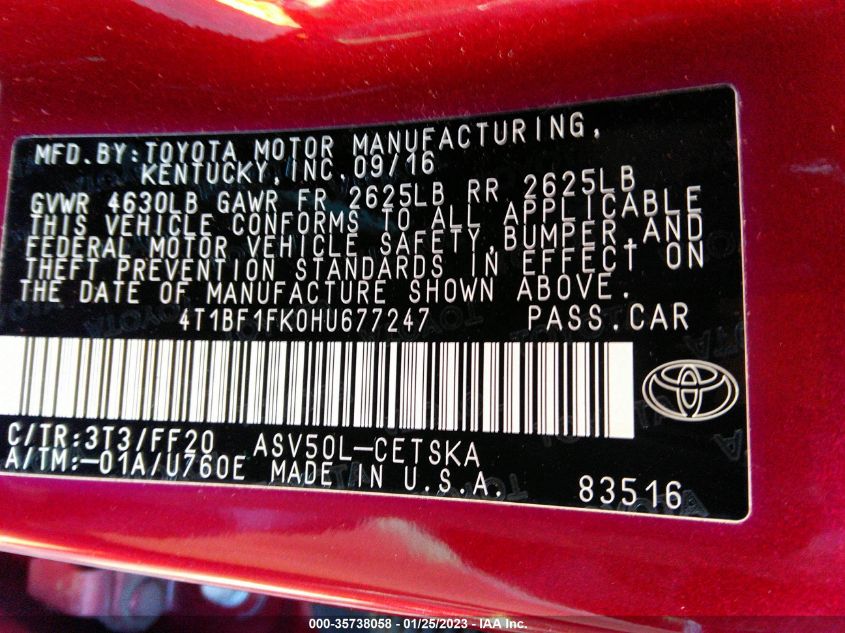 MFD.BY:TOYOTA MOTOR MANUFACTURING,
KENTUCKY,INC.09/16
GVWR 4630LB GAWR FR 2625LB RR 2625LB
THIS VEHICLE CONFORMS TO ALL APPLICABLE
FEDERAL MOTOR VEHICLE SAFETY,BUMPER,AND
THEFT PREVENTION STANDARDS IN EFFECT ON
THE DATE OF MANUFACTURE SHOWN ABOVE.
4T1BF1FK0HU677247 PASS.CAR
C/TR:3T3/FF20 ASV50L-CETSKA
A/TM:-01A/U760E MADE IN U.S.A. 83516
000-35738058 - 01/25/2023 - © IAA Inc.